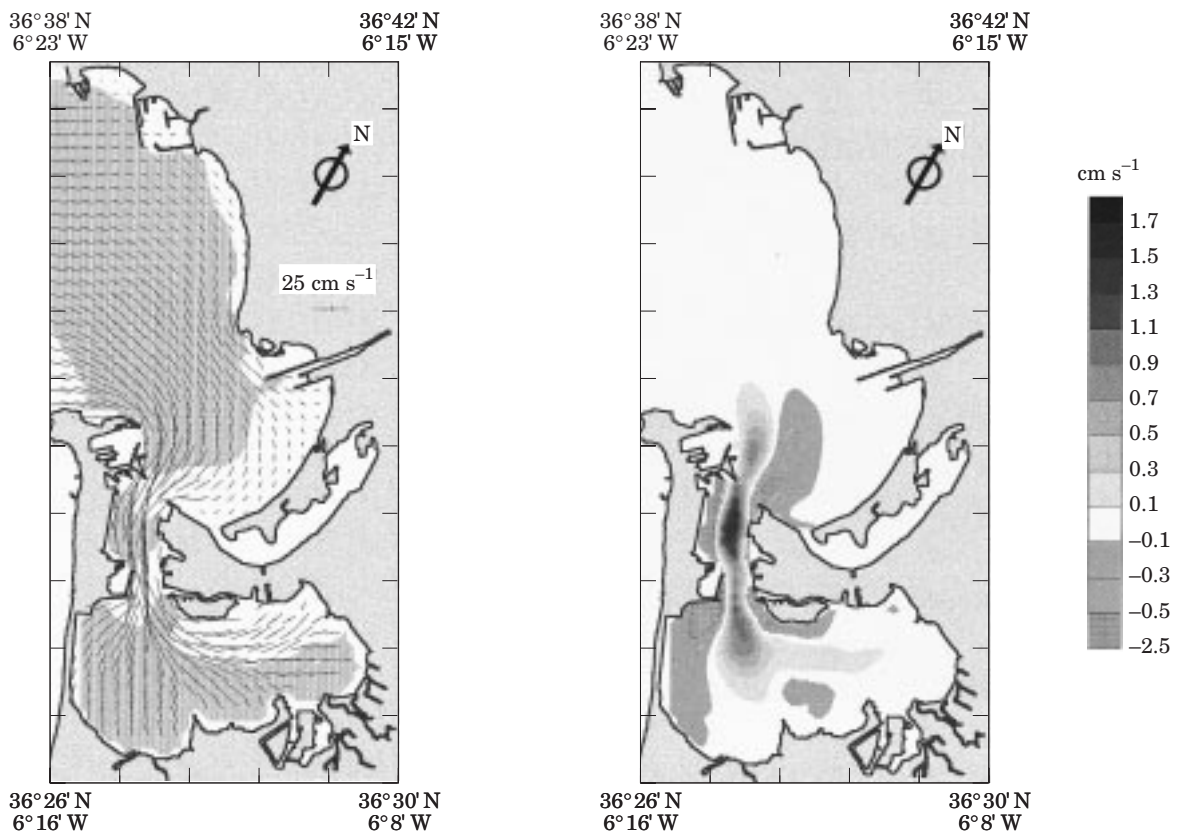 36°38' N
6°23' W
36°42' N
6°15' W
36°38' N
6°23' W
36°42' N
6°15' W
N
N
25 cm s⁻¹
cm s⁻¹
1.7
1.5
1.3
1.1
0.9
0.7
0.5
0.3
0.1
–0.1
–0.3
–0.5
–2.5
36°26' N
6°16' W
36°30' N
6°8' W
36°26' N
6°16' W
36°30' N
6°8' W